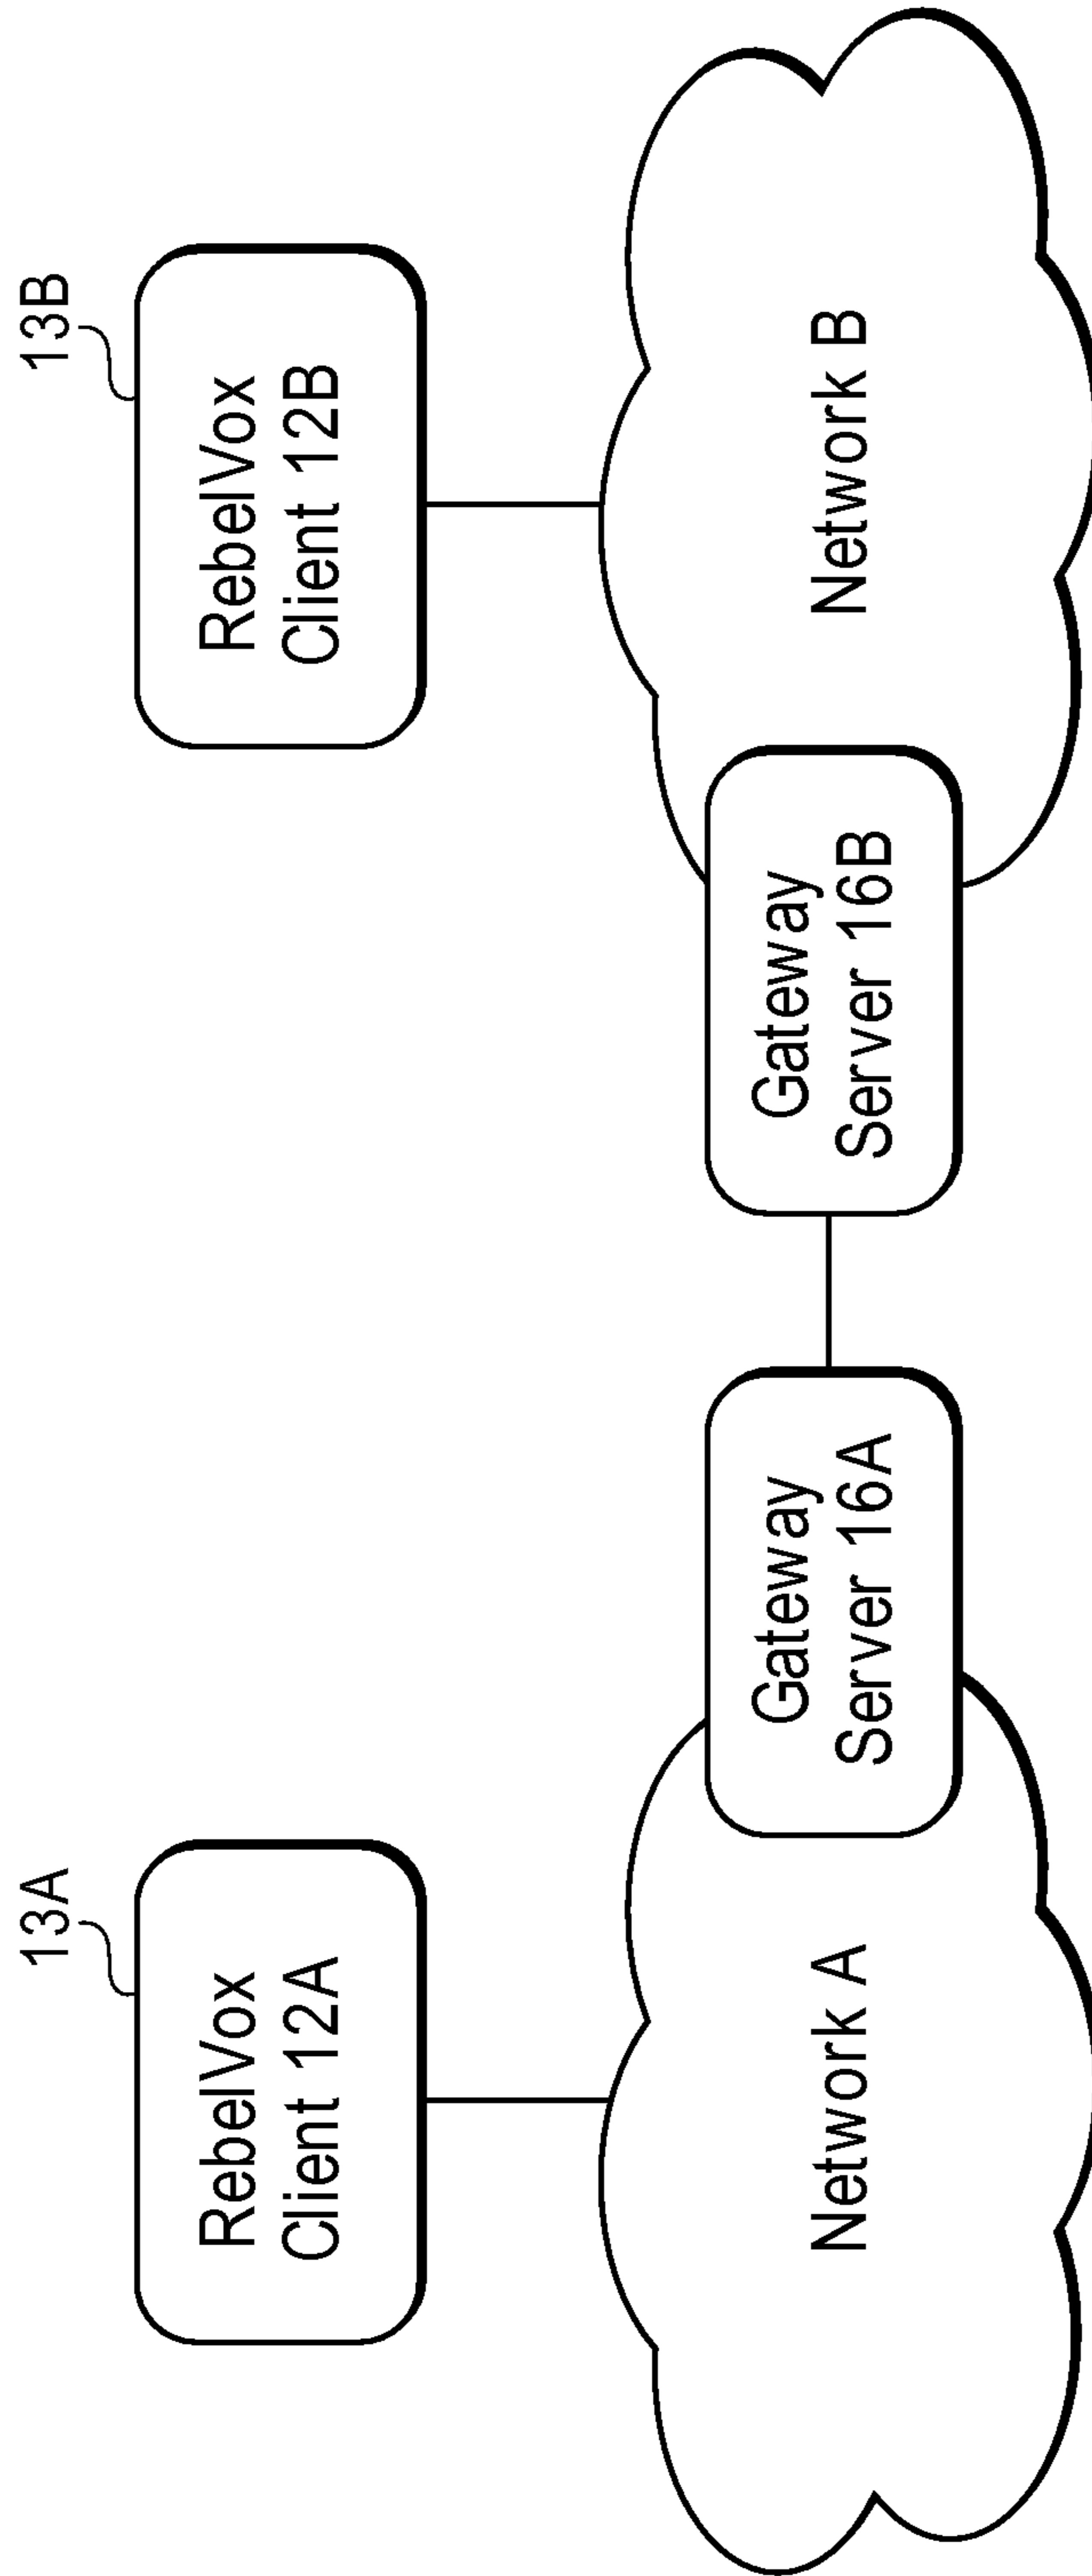 13A
RebelVox
Client 12A
13B
RebelVox
Client 12B
Network A
Gateway
Server 16A
Gateway
Server 16B
Network B